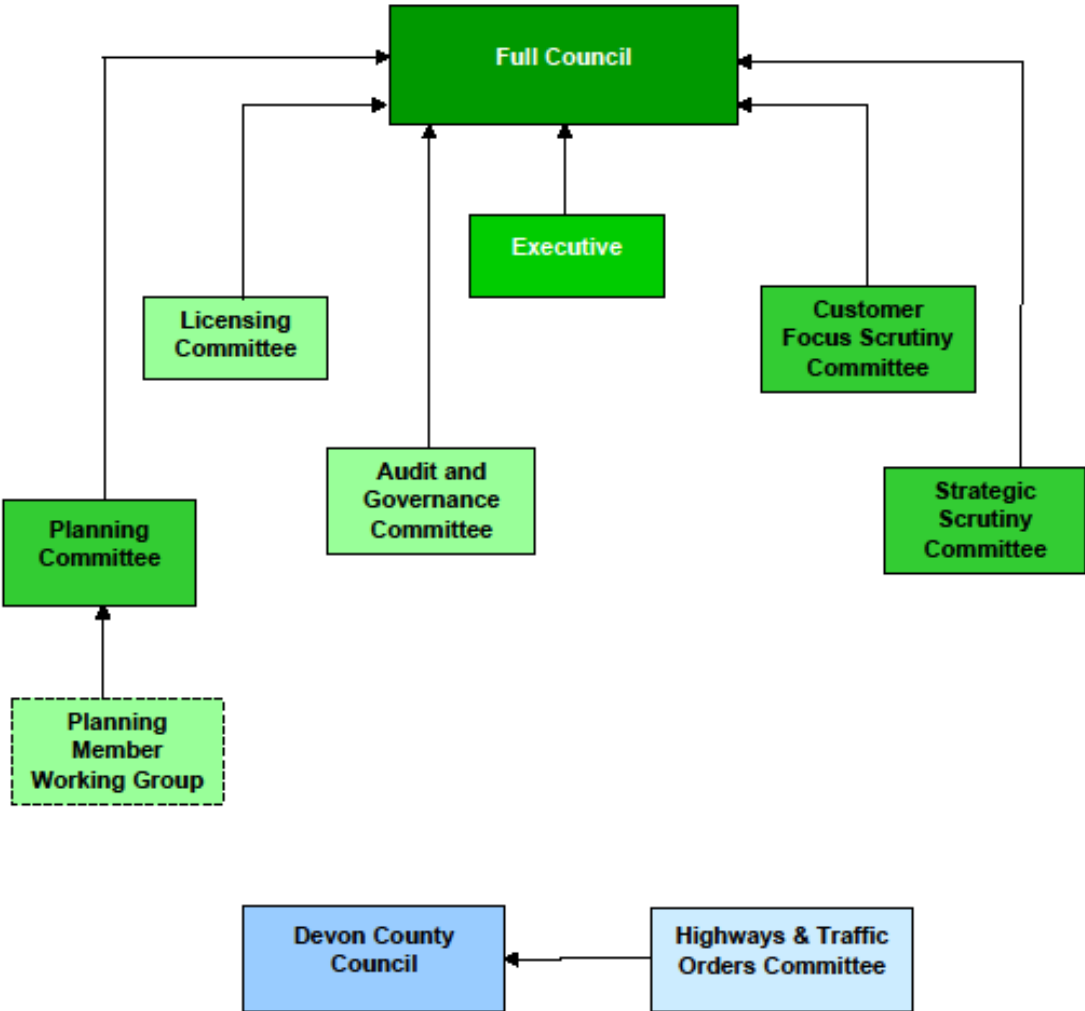 Full Council
Executive
Licensing
Committee
Customer
Focus Scrutiny
Committee
Audit and
Governance
Committee
Strategic
Scrutiny
Committee
Planning
Committee
Planning
Member
Working Group
Devon County
Council
Highways & Traffic
Orders Committee